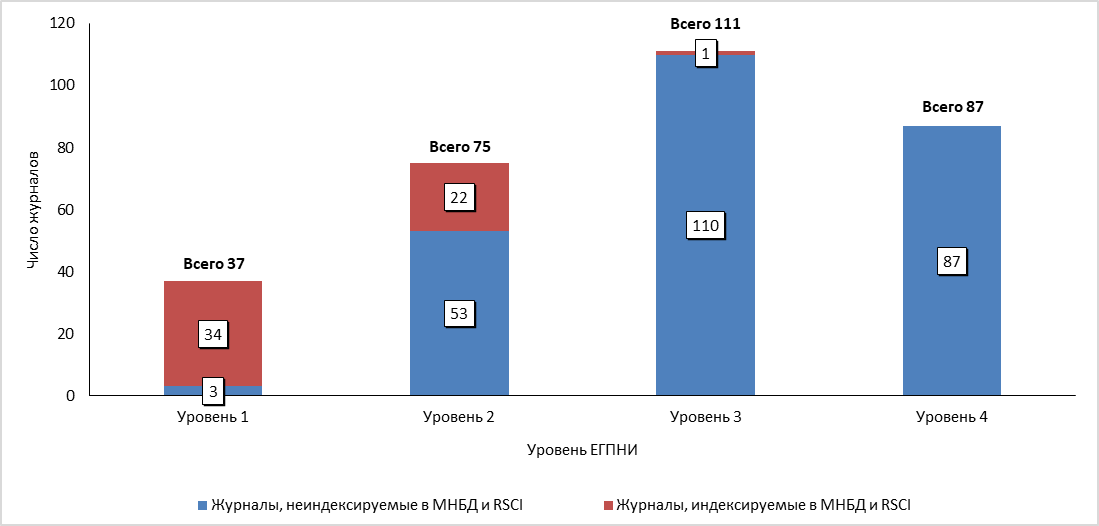 120
100
80
60
40
20
0
Число журналов
Всего 37
34
3
Всего 75
22
53
Всего 111
1
110
Всего 87
87
Уровень 1
Уровень 2
Уровень 3
Уровень 4
Уровень ЕГПНИ
Журналы, неиндексируемые в МНБД и RSCI
Журналы, индексируемые в МНБД и RSCI